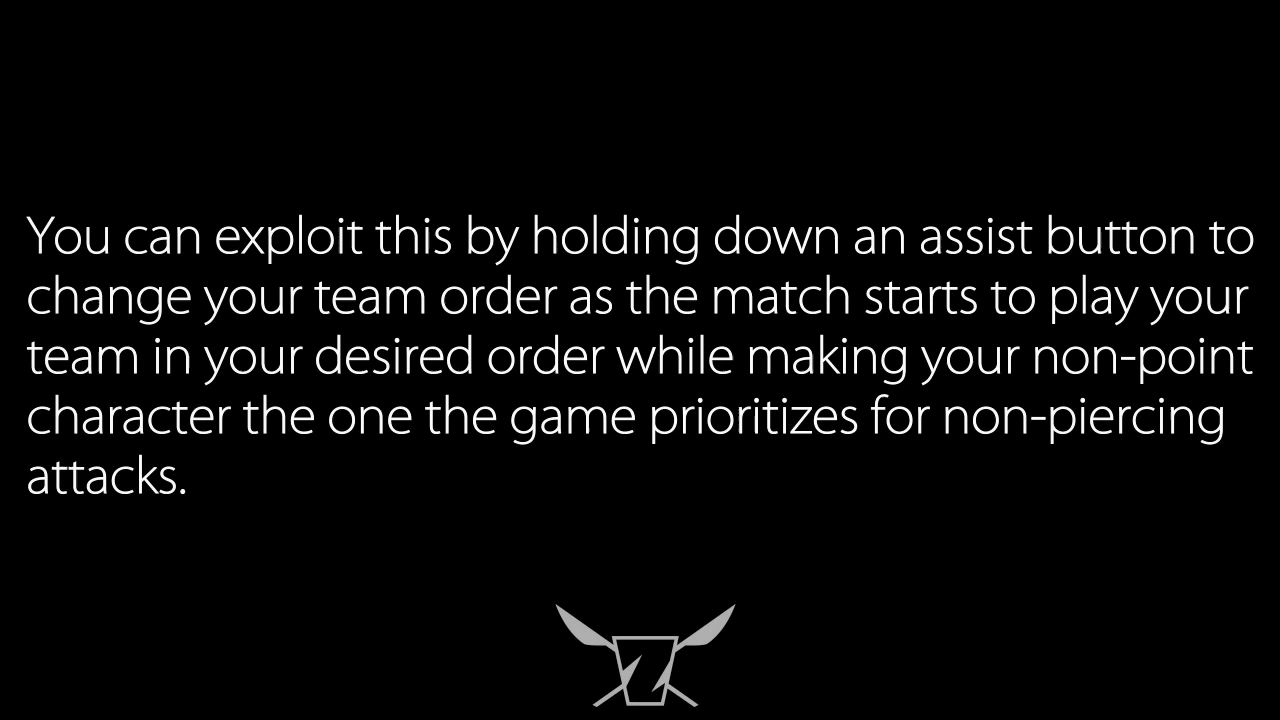 You can exploit this by holding down an assist button to
change your team order as the match starts to play your
team in your desired order while making your non-point
character the one the game prioritizes for non-piercing
attacks.